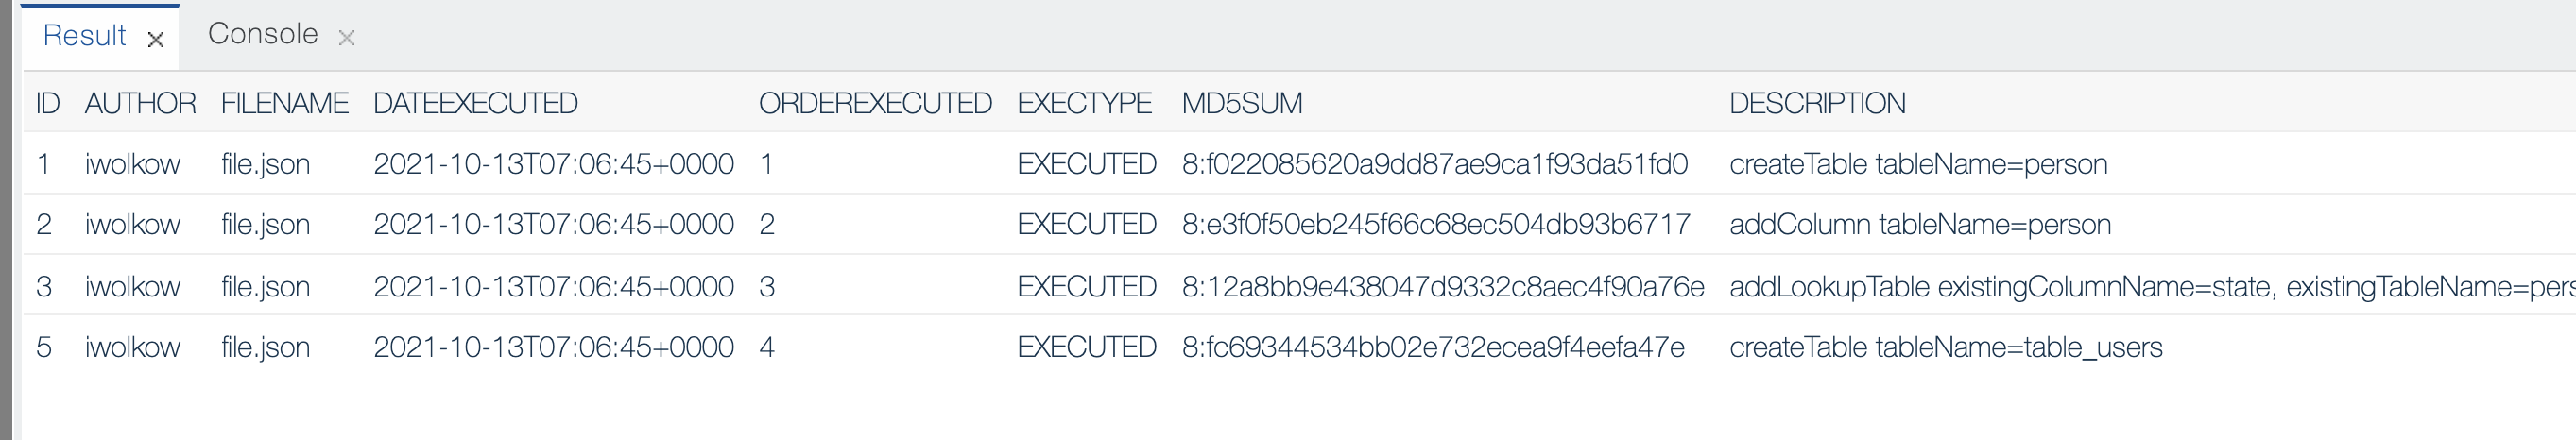 Result × Console ×
ID AUTHOR FILENAME DATEEXECUTED ORDEREXECUTED EXECTYPE MD5SUM DESCRIPTION
1 iwolkow file.json 2021-10-13T07:06:45+0000 1 EXECUTED 8:f022085620a9dd87ae9ca1f93da51fd0 createTable tableName=person
2 iwolkow file.json 2021-10-13T07:06:45+0000 2 EXECUTED 8:e3f0f50eb245f66c68ec504db93b6717 addColumn tableName=person
3 iwolkow file.json 2021-10-13T07:06:45+0000 3 EXECUTED 8:12a8bb9e438047d9332c8aec4f90a76e addLookupTable existingColumnName=state, existingTableName=pers
5 iwolkow file.json 2021-10-13T07:06:45+0000 4 EXECUTED 8:fc69344534bb02e732ecea9f4eefa47e createTable tableName=table_users